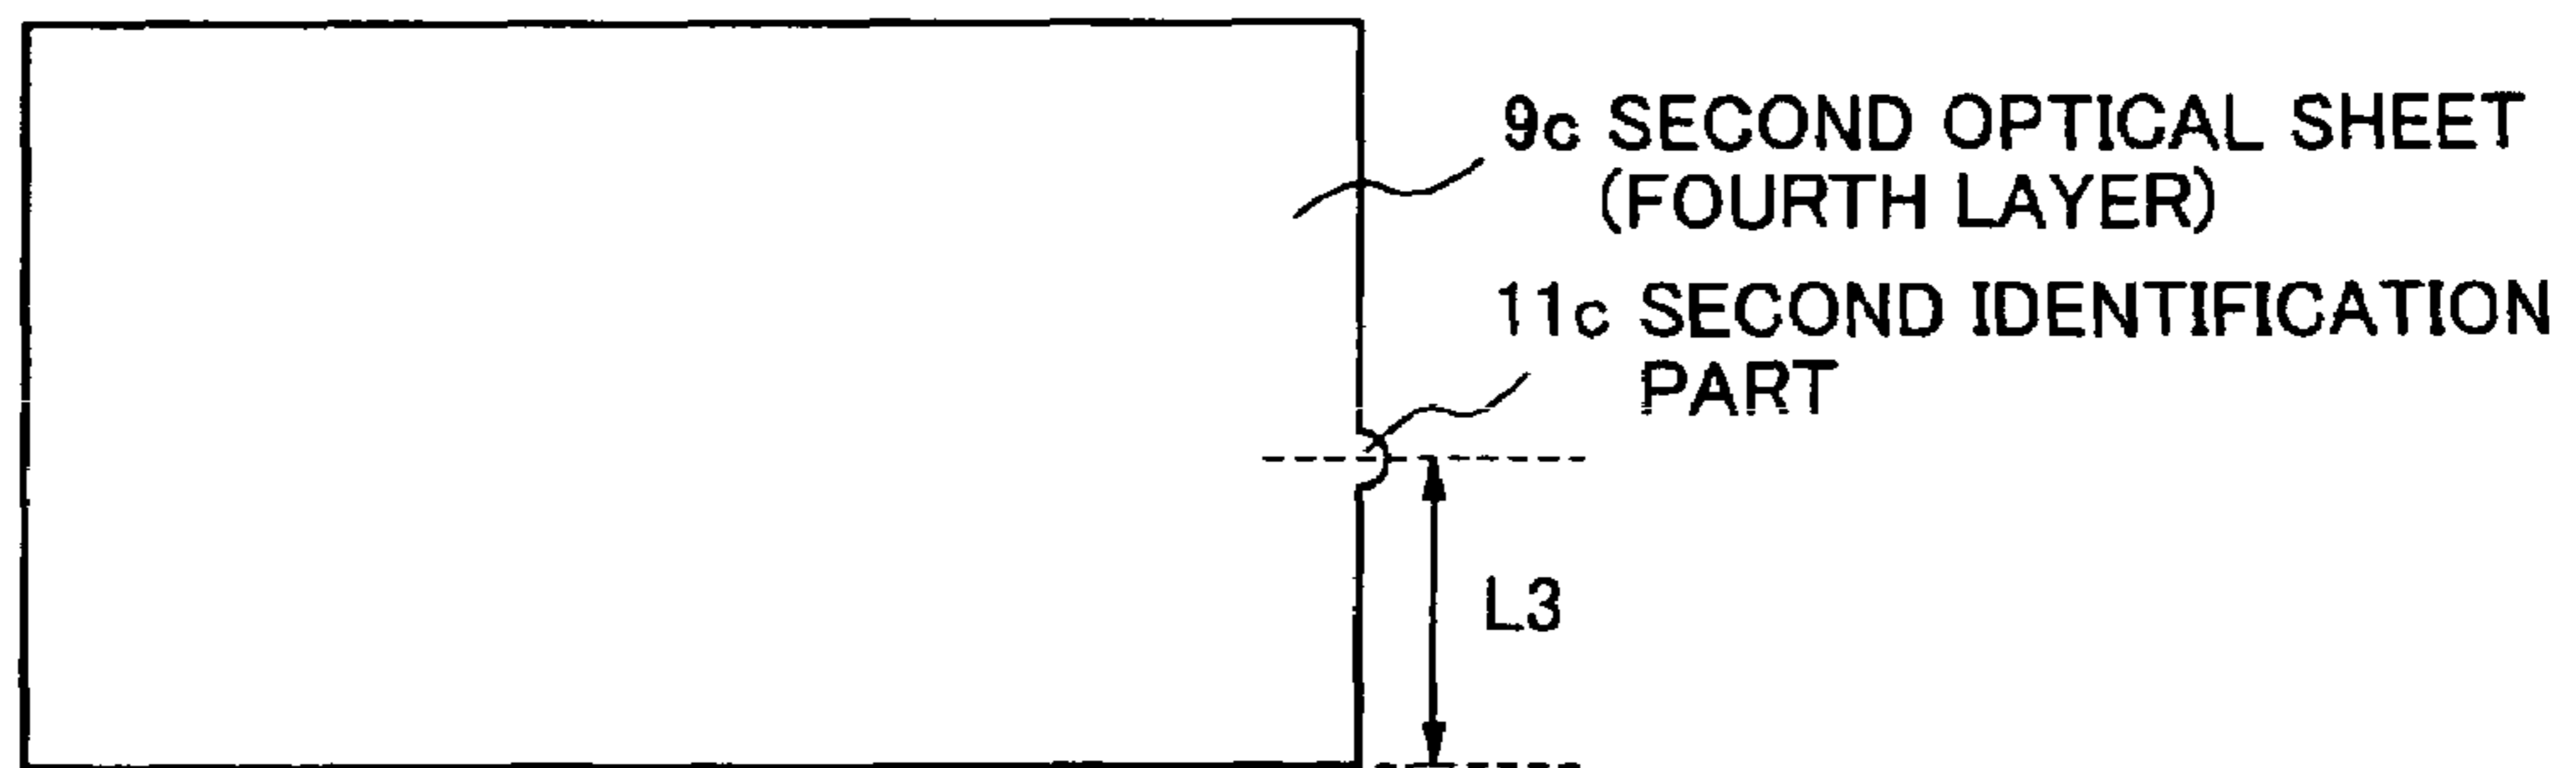 9c SECOND OPTICAL SHEET
(FOURTH LAYER)
11c SECOND IDENTIFICATION
PART
L3